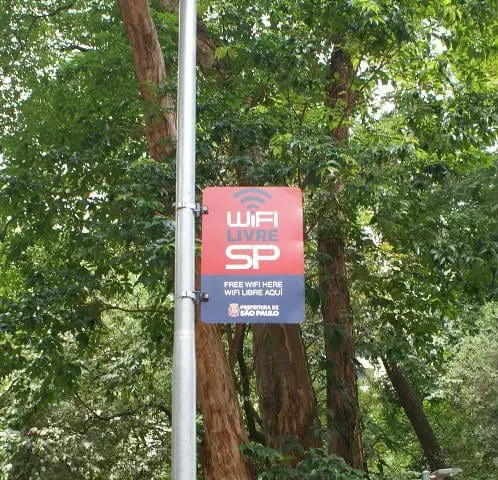 WiFi
LIVRE
SP
FREE WIFI HERE
WIFI LIBRE AQUÍ
PREFEITURA DE
SÃO PAULO